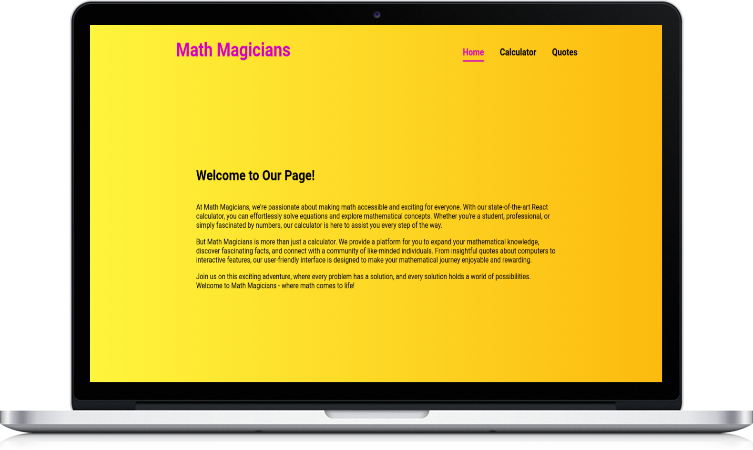 Math Magicians
Home Calculator Quotes
Welcome to Our Page!
At Math Magicians, we're passionate about making math accessible and exciting for everyone. With our state-of-the-art React
calculator, you can effortlessly solve equations and explore mathematical concepts. Whether you're a student, professional, or
simply fascinated by numbers, our calculator is here to assist you every step of the way.
But Math Magicians is more than just a calculator. We provide a platform for you to expand your mathematical knowledge,
discover fascinating facts, and connect with a community of like-minded individuals. From insightful quotes about computers to
interactive features, our user-friendly interface is designed to make your mathematical journey enjoyable and rewarding.
Join us on this exciting adventure, where every problem has a solution, and every solution holds a world of possibilities.
Welcome to Math Magicians - where math comes to life!